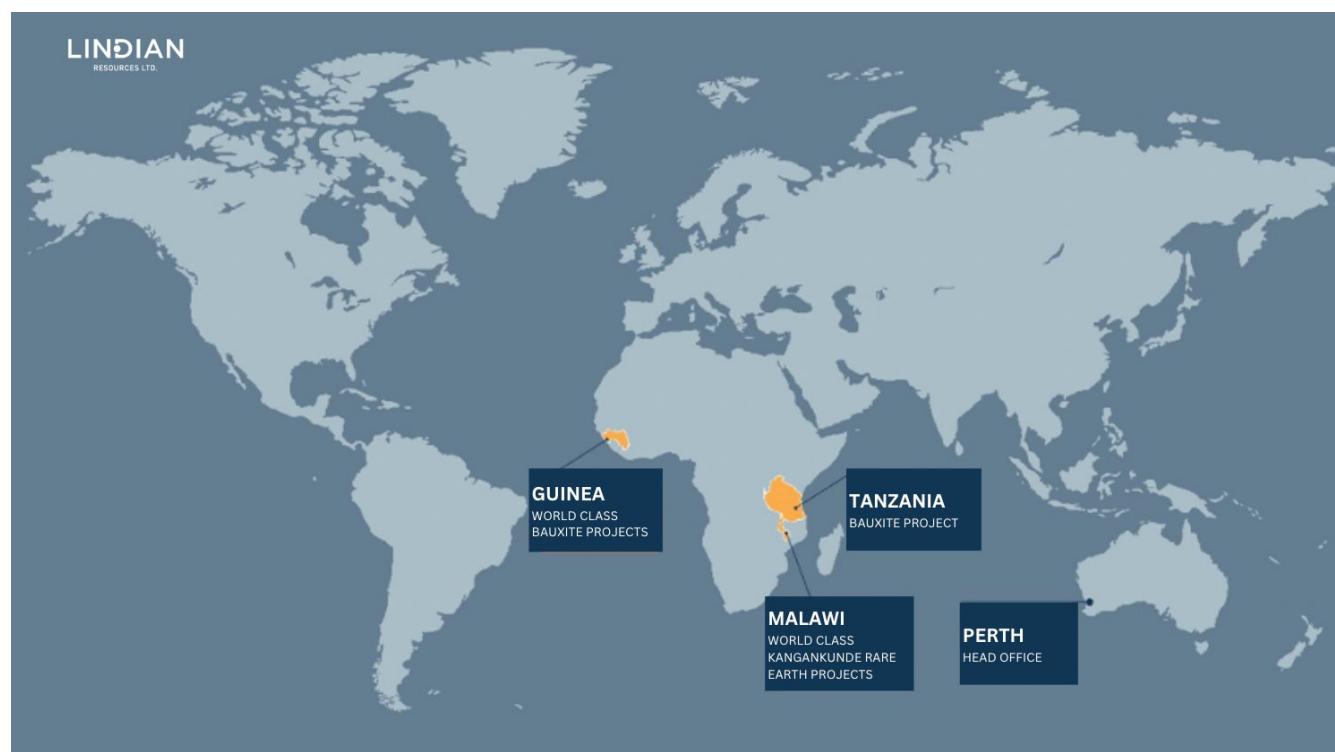 LINDIAN
RESOURCES LTD.
GUINEA
WORLD CLASS
BAUXITE PROJECTS
TANZANIA
BAUXITE PROJECT
MALAWI
WORLD CLASS
KANGANKUNDE RARE
EARTH PROJECTS
PERTH
HEAD OFFICE